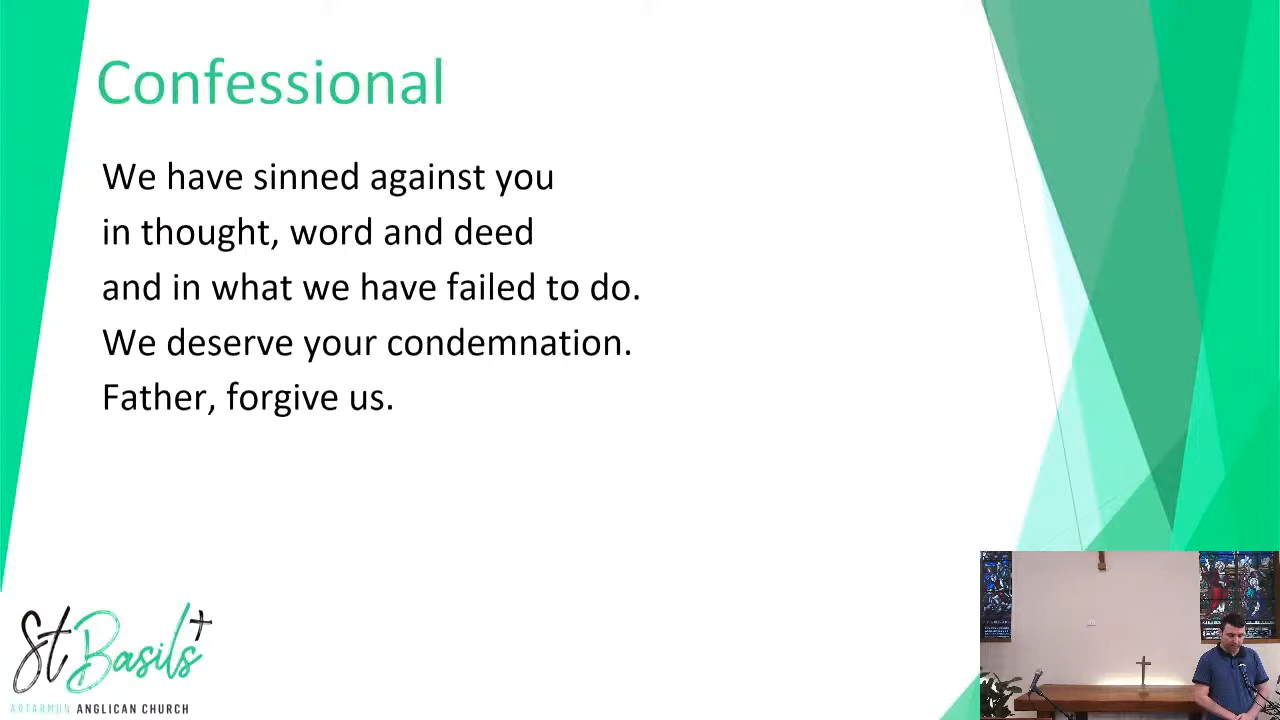 Confessional
We have sinned against you
in thought, word and deed
and in what we have failed to do.
We deserve your condemnation.
Father, forgive us.
St Basils
ARTARMON ANGLICAN CHURCH